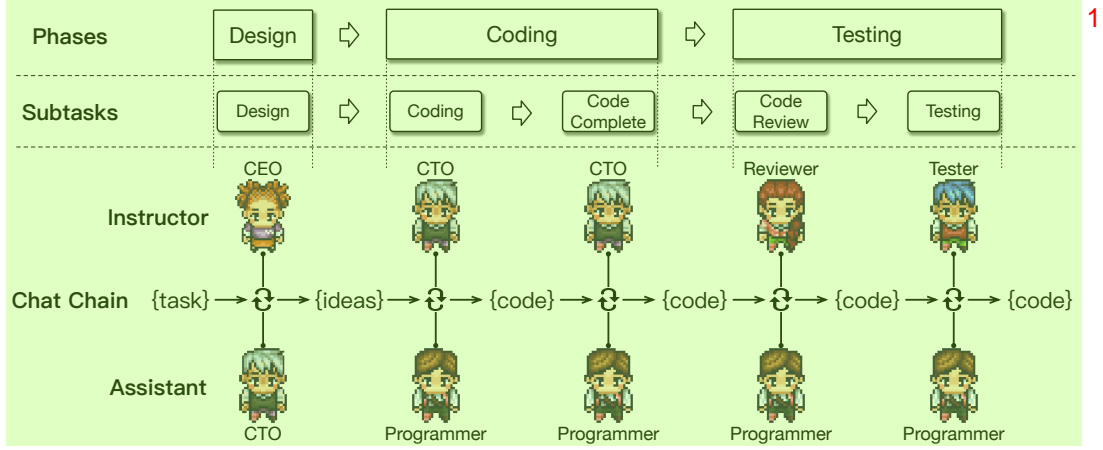 1
Phases Design Coding Testing
Subtasks Design Coding Code Complete Code Review Testing
CEO CTO CTO Reviewer Tester
Instructor
Chat Chain {task} {ideas} {code} {code} {code} {code}
Assistant
CTO Programmer Programmer Programmer Programmer